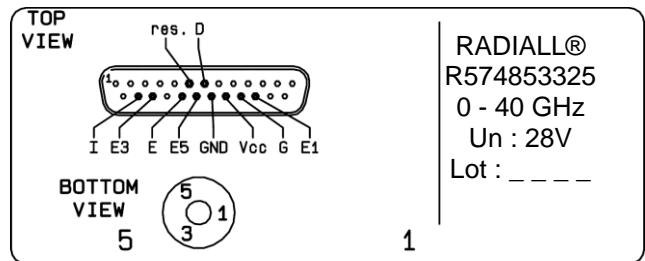 TOP
VIEW
res. D
1
I E3 E E5 GND Vcc G E1
BOTTOM
VIEW
5
1
3
5 1
RADIALL®
R574853325
0 - 40 GHz
Un : 28V
Lot : _ _ _ _